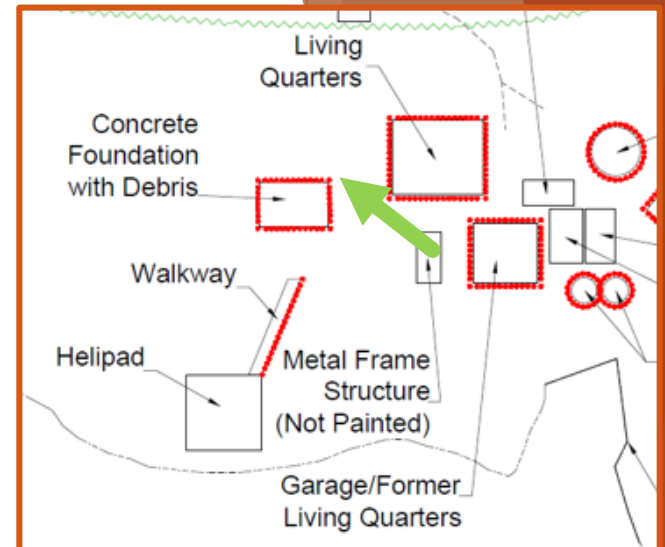 Living
Quarters
Concrete
Foundation
with Debris
Walkway
Helipad
Metal Frame
Structure
(Not Painted)
Garage/Former
Living Quarters